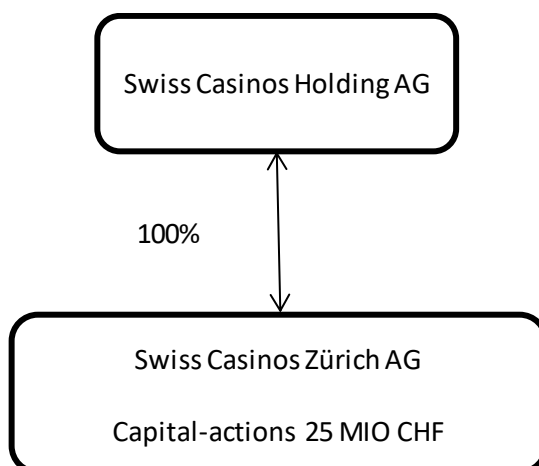 Swiss Casinos Holding AG
100%
Swiss Casinos Zürich AG
Capital-actions 25 MIO CHF